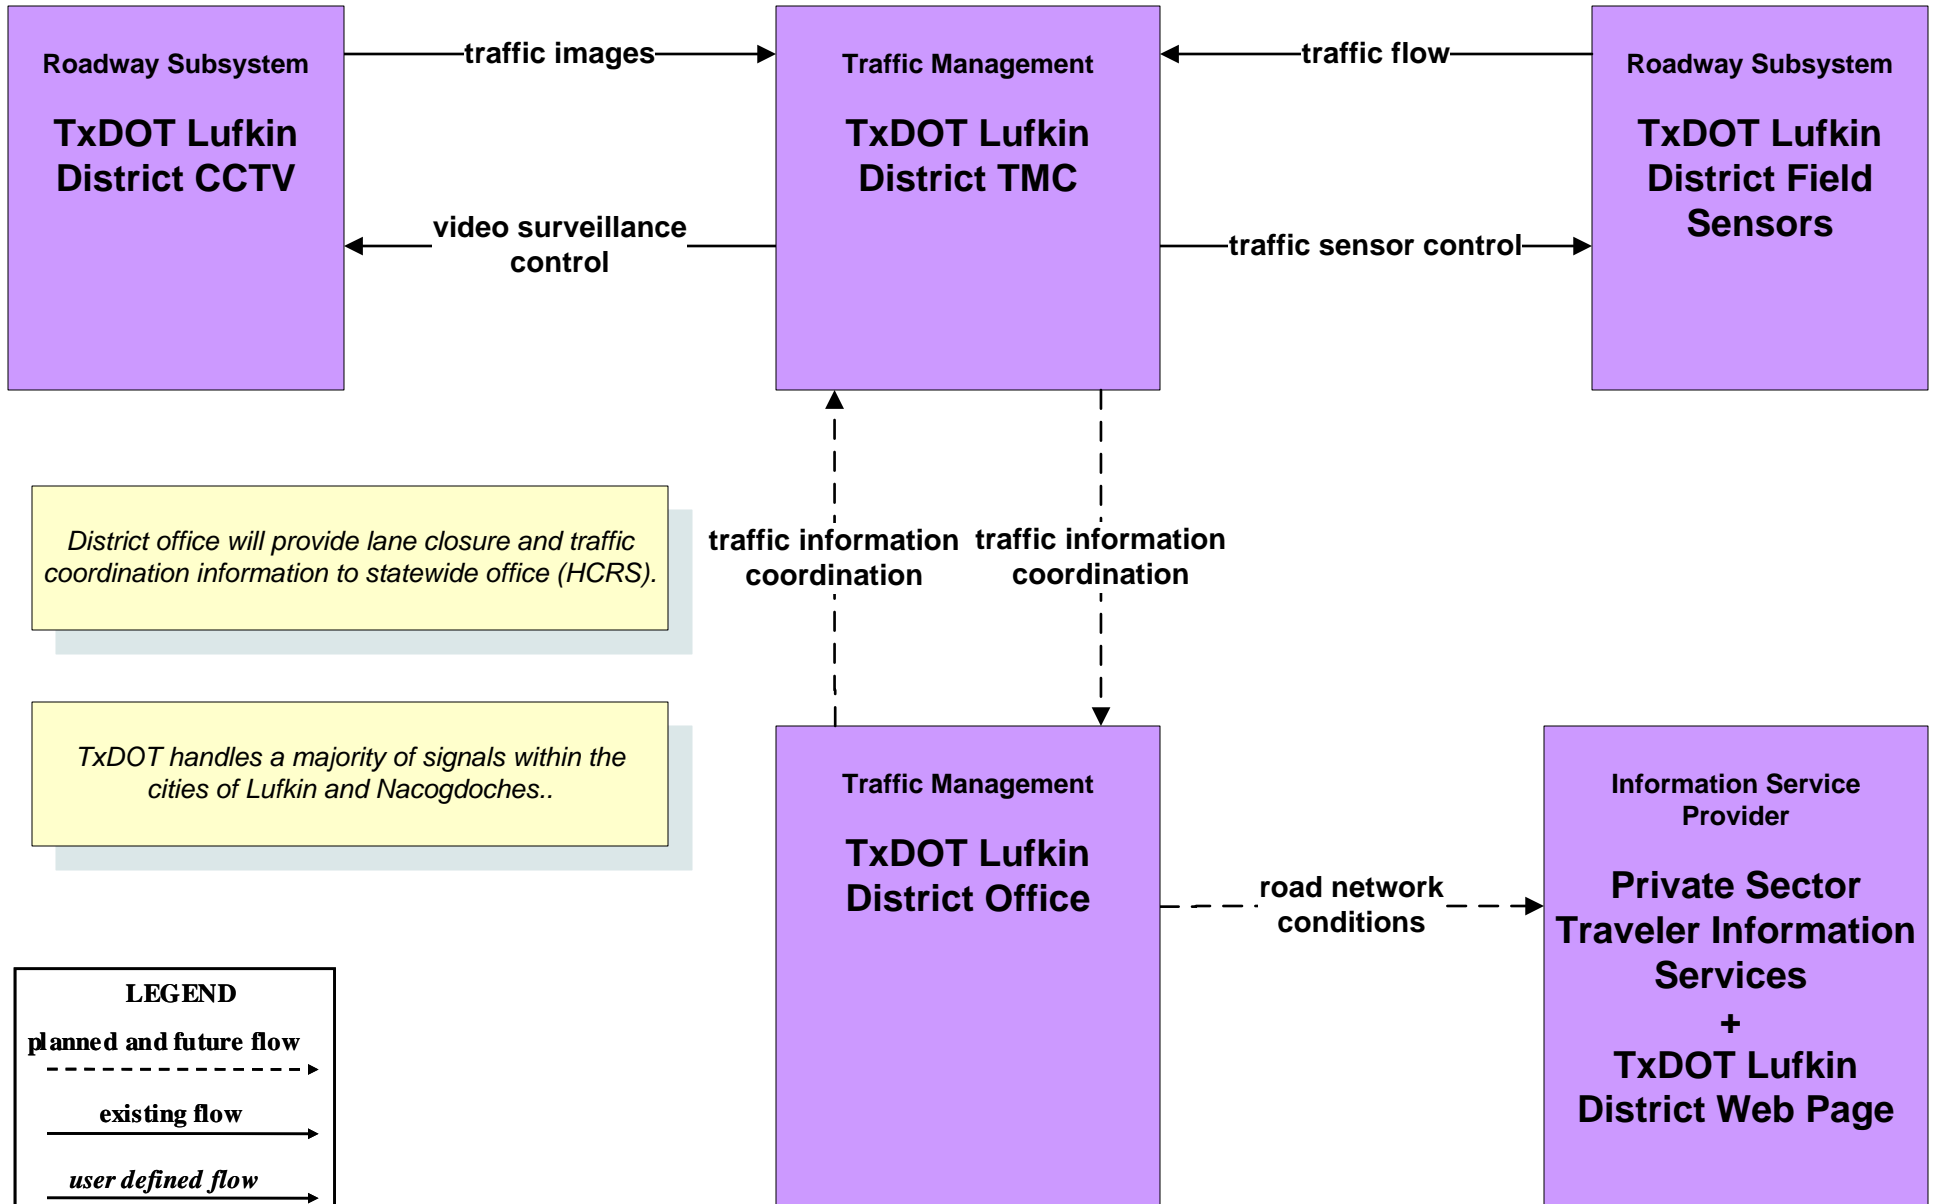 Roadway Subsystem
TxDOT Lufkin
District CCTV
traffic images
video surveillance
control
Traffic Management
TxDOT Lufkin
District TMC
traffic flow
traffic sensor control
Roadway Subsystem
TxDOT Lufkin
District Field
Sensors
District office will provide lane closure and traffic
coordination information to statewide office (HCRS).
traffic information
coordination
traffic information
coordination
TxDOT handles a majority of signals within the
cities of Lufkin and Nacogdoches..
Traffic Management
TxDOT Lufkin
District Office
road network
conditions
Information Service
Provider
Private Sector
Traveler Information
Services
+
TxDOT Lufkin
District Web Page
LEGEND
planned and future flow
existing flow
user defined flow